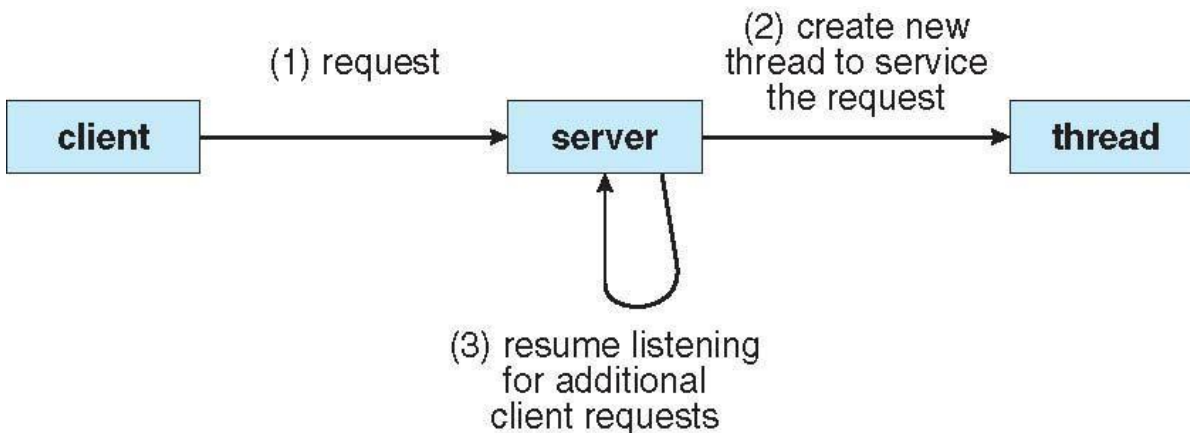 (1) request
(2) create new
thread to service
the request
client
server
thread
(3) resume listening
for additional
client requests